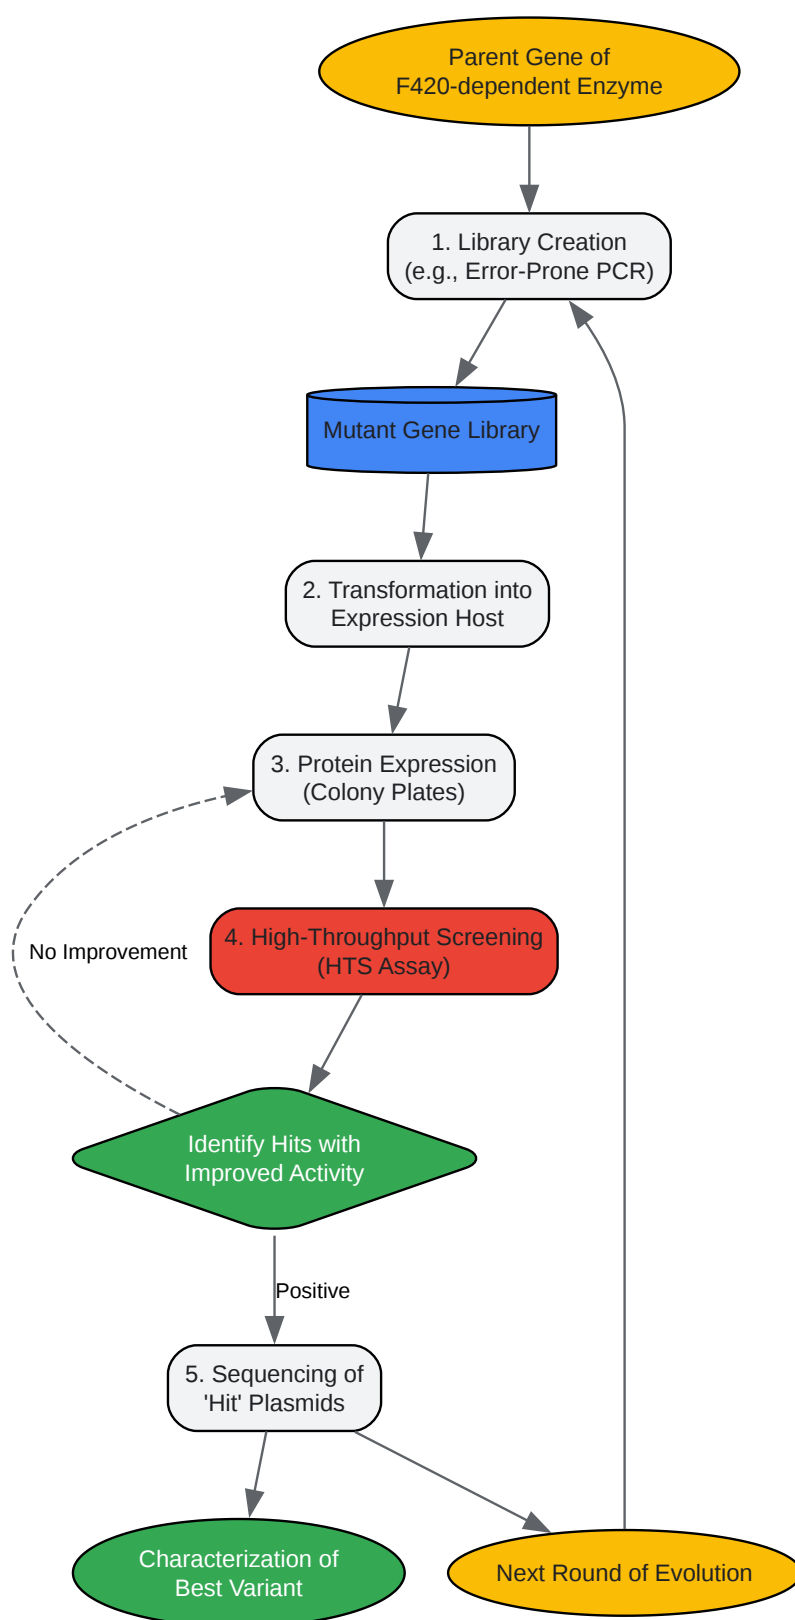 Parent Gene of
F420-dependent Enzyme
1. Library Creation
(e.g., Error-Prone PCR)
Mutant Gene Library
2. Transformation into
Expression Host
3. Protein Expression
(Colony Plates)
4. High-Throughput Screening
(HTS Assay)
No Improvement
Identify Hits with
Improved Activity
Positive
5. Sequencing of
'Hit' Plasmids
Characterization of
Best Variant
Next Round of Evolution